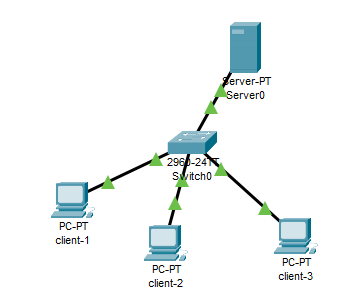 Server-PT
Server0
2960-24TT
Switch0
PC-PT
client-1
PC-PT
client-2
PC-PT
client-3